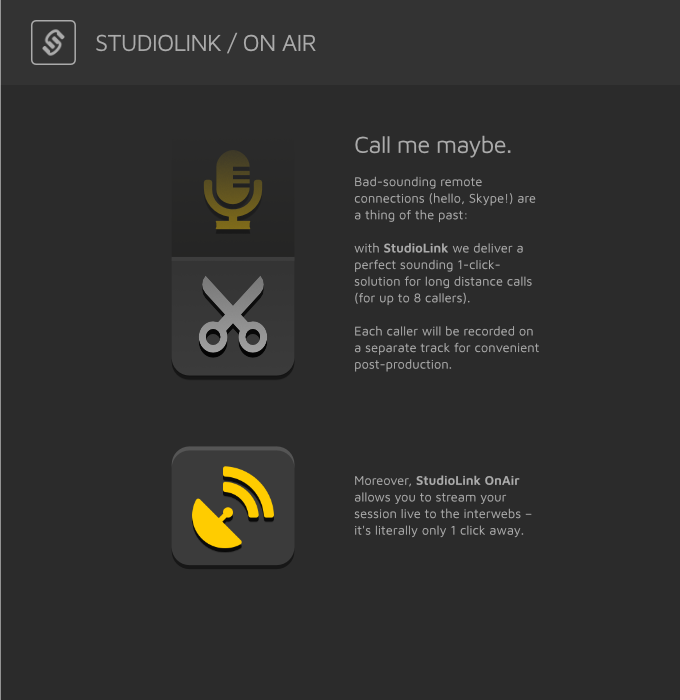 STUDIOLINK / ON AIR
Call me maybe.
Bad-sounding remote
connections (hello, Skype!) are
a thing of the past:
with StudioLink we deliver a
perfect sounding 1-click-
solution for long distance calls
(for up to 8 callers).
Each caller will be recorded on
a separate track for convenient
post-production.
Moreover, StudioLink OnAir
allows you to stream your
session live to the interwebs –
it's literally only 1 click away.